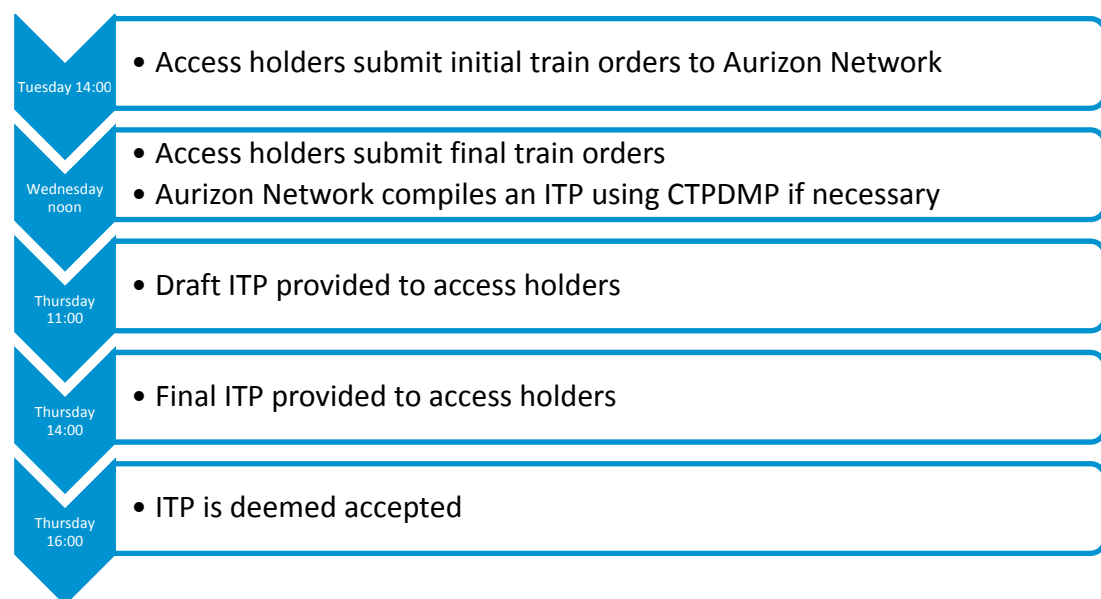 Tuesday 14:00
• Access holders submit initial train orders to Aurizon Network
Wednesday
noon
• Access holders submit final train orders
• Aurizon Network compiles an ITP using CTPDMP if necessary
Thursday
11:00
• Draft ITP provided to access holders
Thursday
14:00
• Final ITP provided to access holders
Thursday
16:00
• ITP is deemed accepted